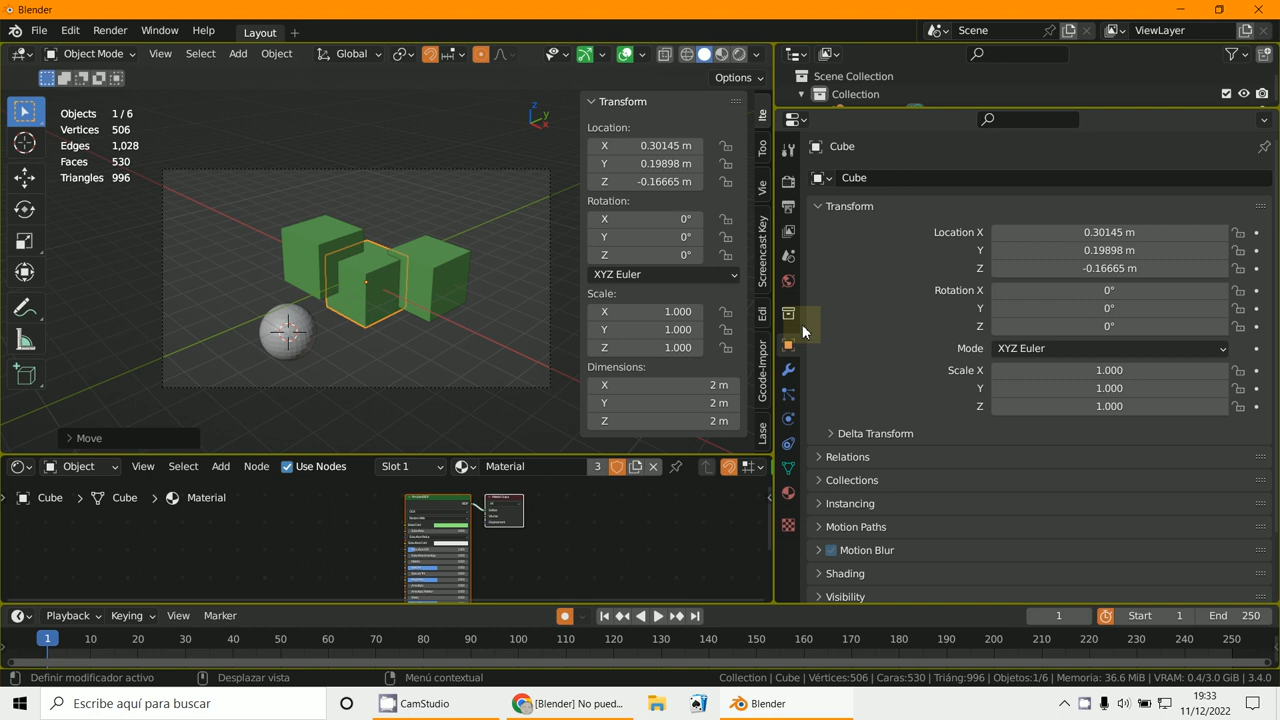 Blender
File Edit Render Window Help Layout + Scene ViewLayer
Object Mode View Select Add Object Global
Options
Objects 1 / 6
Vertices 506
Edges 1,028
Faces 530
Triangles 996
Z Y X
Transform
Location:
X 0.30145 m
Y 0.19898 m
Z -0.16665 m
Rotation:
X 0°
Y 0°
Z 0°
XYZ Euler
Scale:
X 1.000
Y 1.000
Z 1.000
Dimensions:
X 2 m
Y 2 m
Z 2 m
Ite
Too
Vie
Screencast Key
Edi
Gcode-Impor
Lase
Move
Scene Collection
Collection
Cube
Cube
Transform
Location X 0.30145 m
Y 0.19898 m
Z -0.16665 m
Rotation X 0°
Y 0°
Z 0°
Mode XYZ Euler
Scale X 1.000
Y 1.000
Z 1.000
Delta Transform
Relations
Collections
Instancing
Motion Paths
Motion Blur
Shading
Visibility
Object View Select Add Node Use Nodes Slot 1 Material 3
Cube > Cube > Material
Playback Keying View Marker 1 Start 1 End 250
1 10 20 30 40 50 60 70 80 90 100 110 120 130 140 150 160 170 180 190 200 210 220 230 240 250
Definir modificador activo Desplazar vista Menú contextual Collection | Cube | Vértices:506 | Caras:530 | Triáng:996 | Objetos:1/6 | Memoria: 36.6 MiB | VRAM: 0.4/3.0 GiB | 3.4.0
Escribe aquí para buscar CamStudio [Blender] No pued... Blender 19:33
11/12/2022